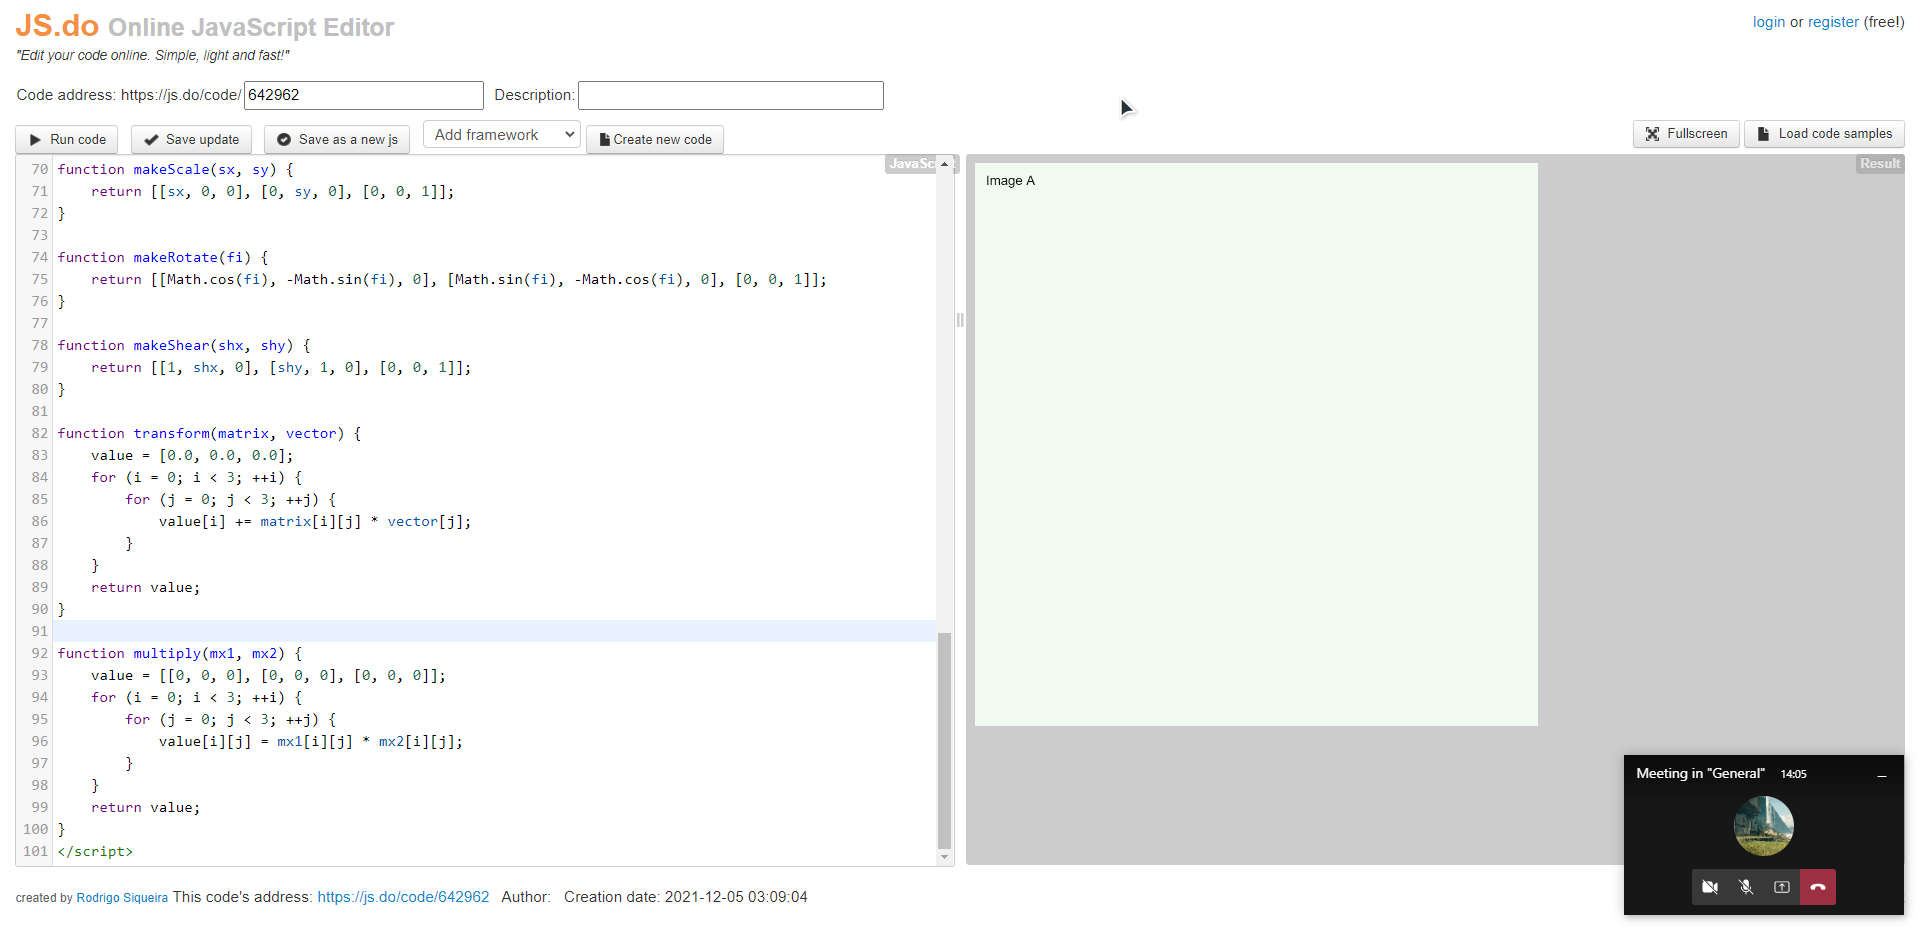 JS.do Online JavaScript Editor
login or register (free!)
"Edit your code online. Simple, light and fast!"
Code address: https://js.do/code/ 642962 Description:
Run code Save update Save as a new js Add framework Create new code Fullscreen Load code samples
JavaScript
Result
70 function makeScale(sx, sy) {
71     return [[sx, 0, 0], [0, sy, 0], [0, 0, 1]];
72 }
73
74 function makeRotate(fi) {
75     return [[Math.cos(fi), -Math.sin(fi), 0], [Math.sin(fi), -Math.cos(fi), 0], [0, 0, 1]];
76 }
77
78 function makeShear(shx, shy) {
79     return [[1, shx, 0], [shy, 1, 0], [0, 0, 1]];
80 }
81
82 function transform(matrix, vector) {
83     value = [0.0, 0.0, 0.0];
84     for (i = 0; i < 3; ++i) {
85         for (j = 0; j < 3; ++j) {
86             value[i] += matrix[i][j] * vector[j];
87         }
88     }
89     return value;
90 }
91
92 function multiply(mx1, mx2) {
93     value = [[0, 0, 0], [0, 0, 0], [0, 0, 0]];
94     for (i = 0; i < 3; ++i) {
95         for (j = 0; j < 3; ++j) {
96             value[i][j] = mx1[i][j] * mx2[i][j];
97         }
98     }
99     return value;
100 }
101 </script>
Image A
Meeting in "General" 14:05
created by Rodrigo Siqueira This code's address: https://js.do/code/642962 Author: Creation date: 2021-12-05 03:09:04